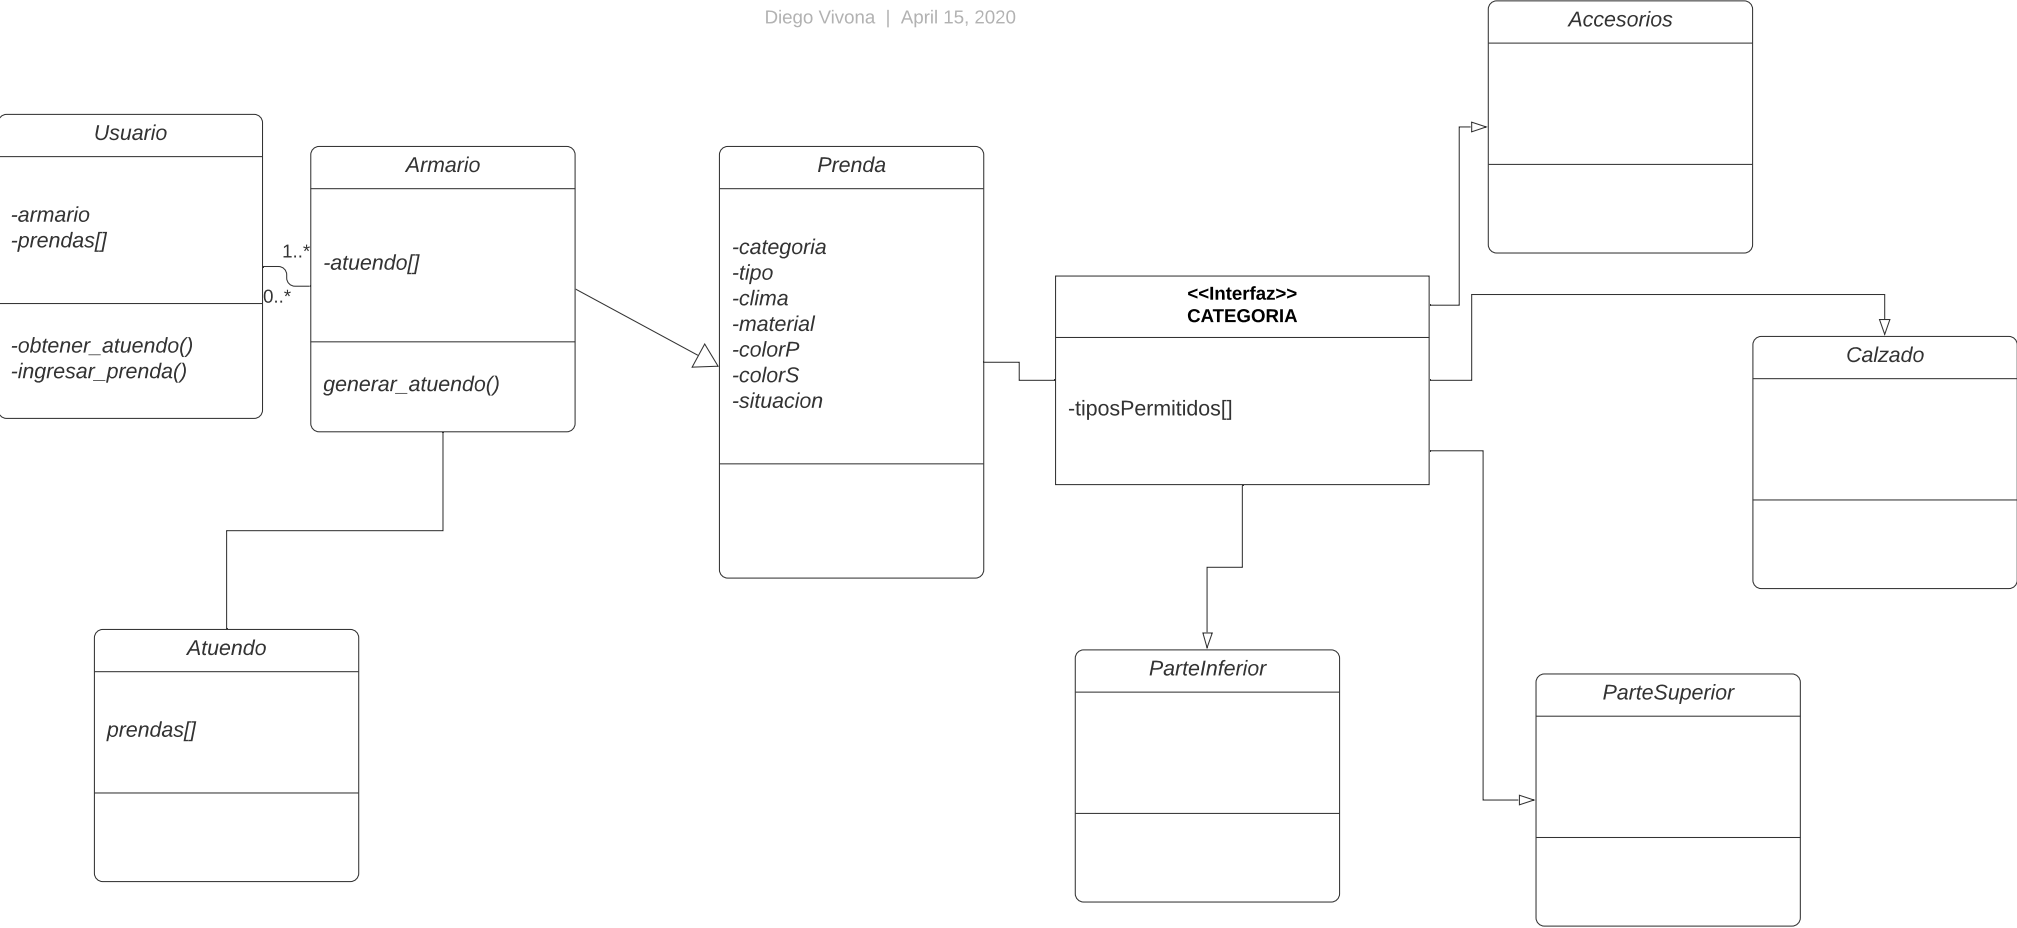 Diego Vivona | April 15, 2020
Usuario
-armario
-prendas[]
-obtener_atuendo()
-ingresar_prenda()
1..*
0..*
Armario
-atuendo[]
generar_atuendo()
Prenda
-categoria
-tipo
-clima
-material
-colorP
-colorS
-situacion
<<Interfaz>>
CATEGORIA
-tiposPermitidos[]
Accesorios
Calzado
Atuendo
prendas[]
ParteInferior
ParteSuperior